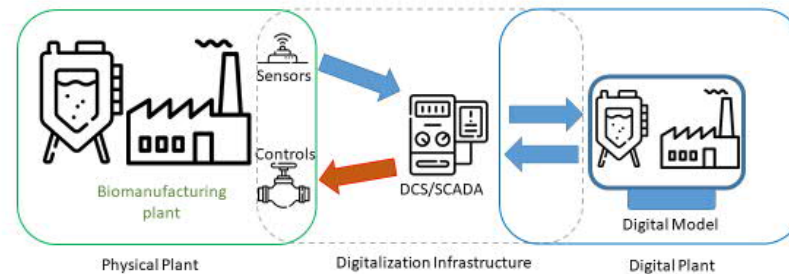 Sensors
Controls
Biomanufacturing
plant
DCS/SCADA
Digital Model
Physical Plant
Digitalization Infrastructure
Digital Plant